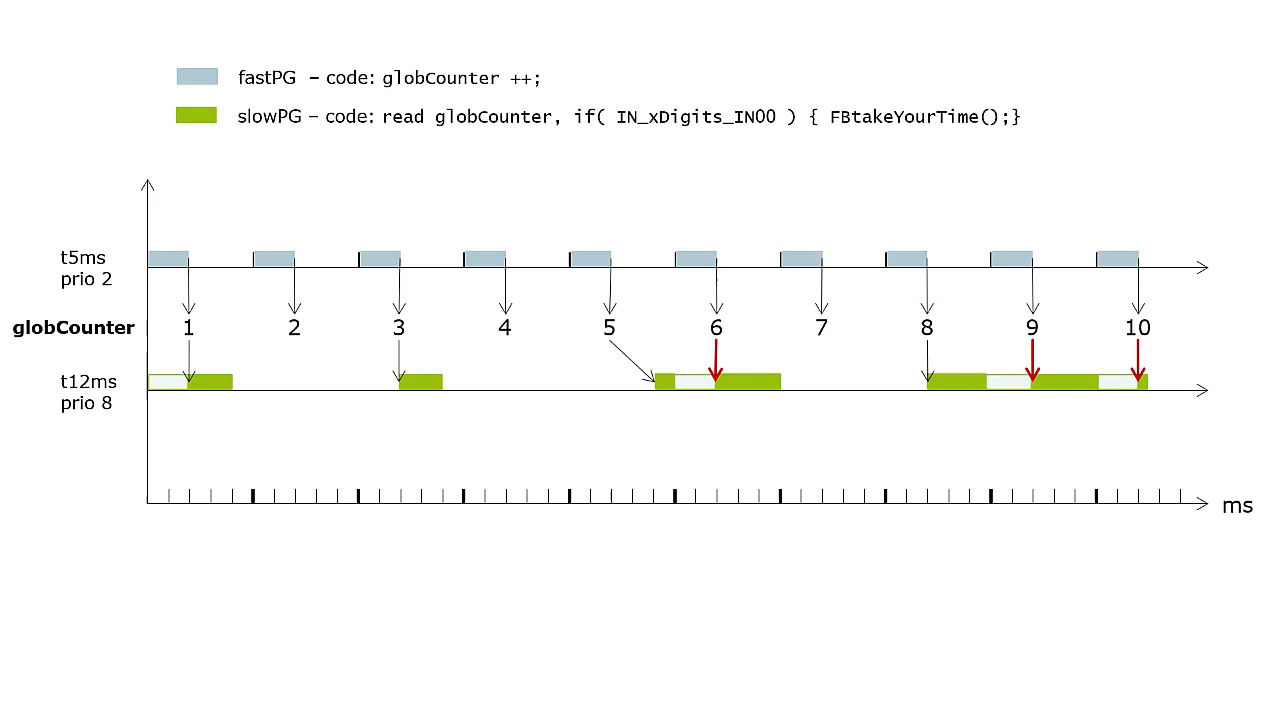 fastPG – code: globCounter ++;
slowPG – code: read globCounter, if( IN_xDigits_IN00 ) { FBtakeYourTime();}
t5ms
prio 2
globCounter 1 2 3 4 5 6 7 8 9 10
t12ms
prio 8
ms